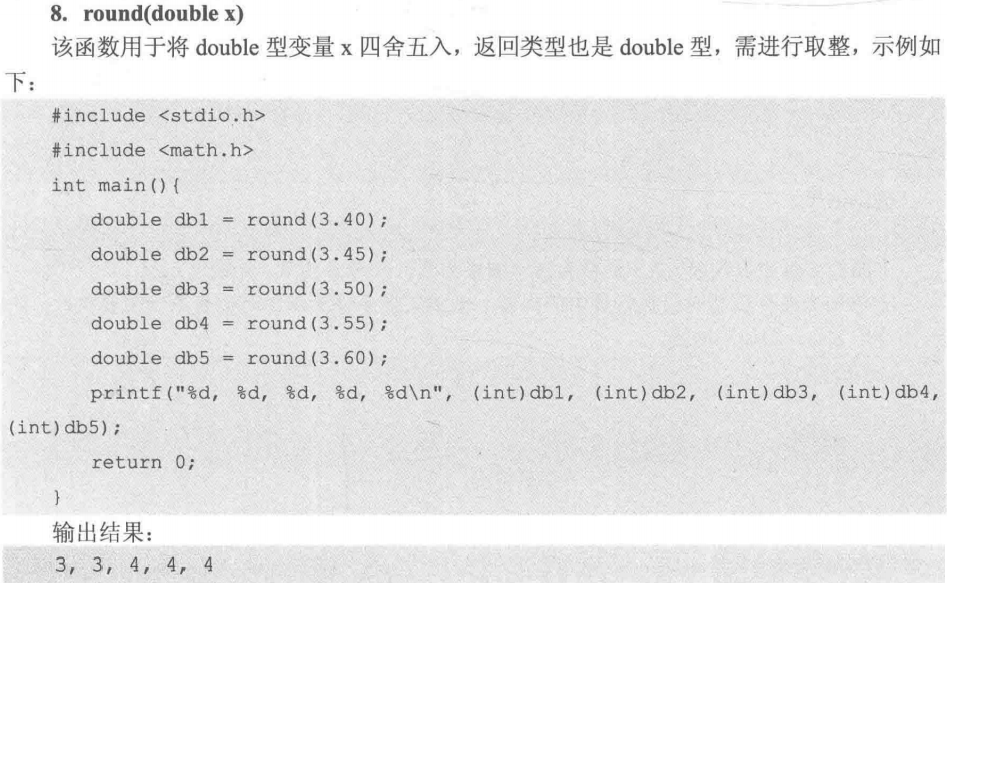 8. round(double x)
该函数用于将 double 型变量 x 四舍五入，返回类型也是 double 型，需进行取整，示例如
下：
#include <stdio.h>
#include <math.h>
int main(){
double db1 = round(3.40);
double db2 = round(3.45);
double db3 = round(3.50);
double db4 = round(3.55);
double db5 = round(3.60);
printf("%d, %d, %d, %d, %d\n", (int)db1, (int)db2, (int)db3, (int)db4,
(int)db5);
return 0;
}
输出结果：
3, 3, 4, 4, 4